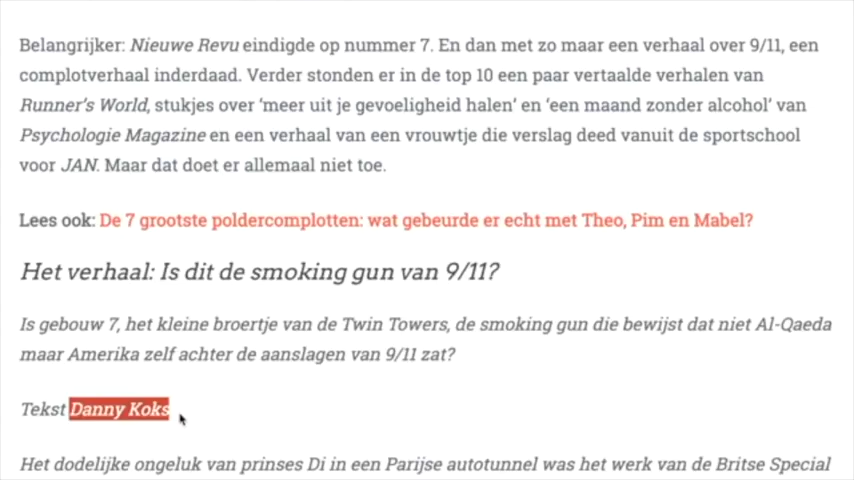 Belangrijker: Nieuwe Revu eindigde op nummer 7. En dan met zo maar een verhaal over 9/11, een
complotverhaal inderdaad. Verder stonden er in de top 10 een paar vertaalde verhalen van
Runner's World, stukjes over 'meer uit je gevoeligheid halen' en 'een maand zonder alcohol' van
Psychologie Magazine en een verhaal van een vrouwtje die verslag deed vanuit de sportschool
voor JAN. Maar dat doet er allemaal niet toe.
Lees ook: De 7 grootste poldercomplotten: wat gebeurde er echt met Theo, Pim en Mabel?
Het verhaal: Is dit de smoking gun van 9/11?
Is gebouw 7, het kleine broertje van de Twin Towers, de smoking gun die bewijst dat niet Al-Qaeda
maar Amerika zelf achter de aanslagen van 9/11 zat?
Tekst Danny Koks
Het dodelijke ongeluk van prinses Di in een Parijse autotunnel was het werk van de Britse Special